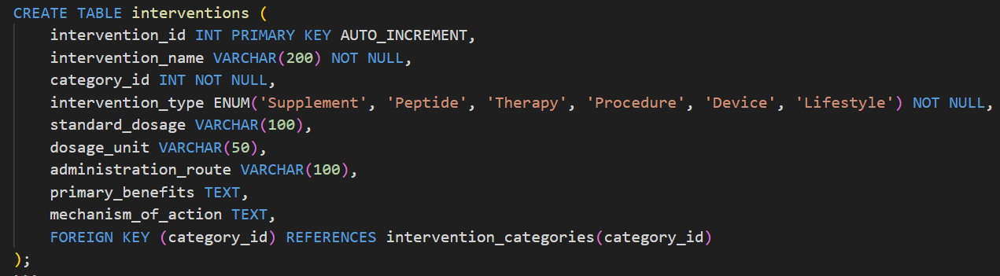 CREATE TABLE interventions (
    intervention_id INT PRIMARY KEY AUTO_INCREMENT,
    intervention_name VARCHAR(200) NOT NULL,
    category_id INT NOT NULL,
    intervention_type ENUM('Supplement', 'Peptide', 'Therapy', 'Procedure', 'Device', 'Lifestyle') NOT NULL,
    standard_dosage VARCHAR(100),
    dosage_unit VARCHAR(50),
    administration_route VARCHAR(100),
    primary_benefits TEXT,
    mechanism_of_action TEXT,
    FOREIGN KEY (category_id) REFERENCES intervention_categories(category_id)
);